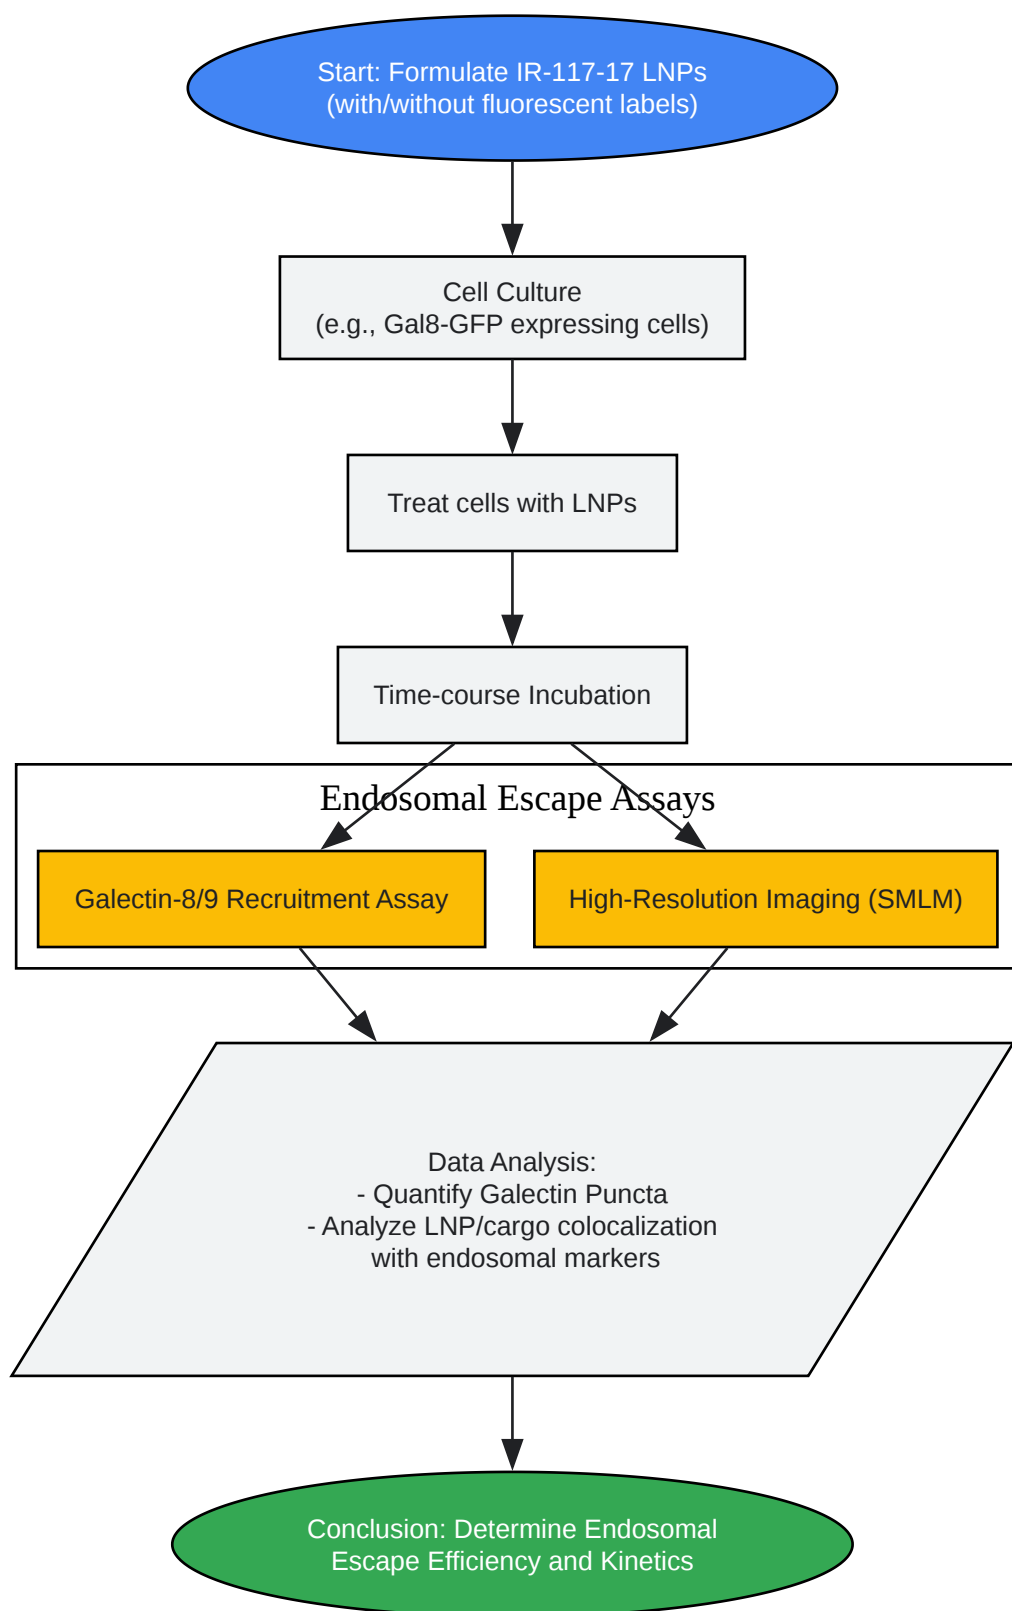 Start: Formulate IR-117-17 LNPs
(with/without fluorescent labels)
Cell Culture
(e.g., Gal8-GFP expressing cells)
Treat cells with LNPs
Time-course Incubation
Endosomal Escape Assays
Galectin-8/9 Recruitment Assay
High-Resolution Imaging (SMLM)
Data Analysis:
- Quantify Galectin Puncta
- Analyze LNP/cargo colocalization
with endosomal markers
Conclusion: Determine Endosomal
Escape Efficiency and Kinetics